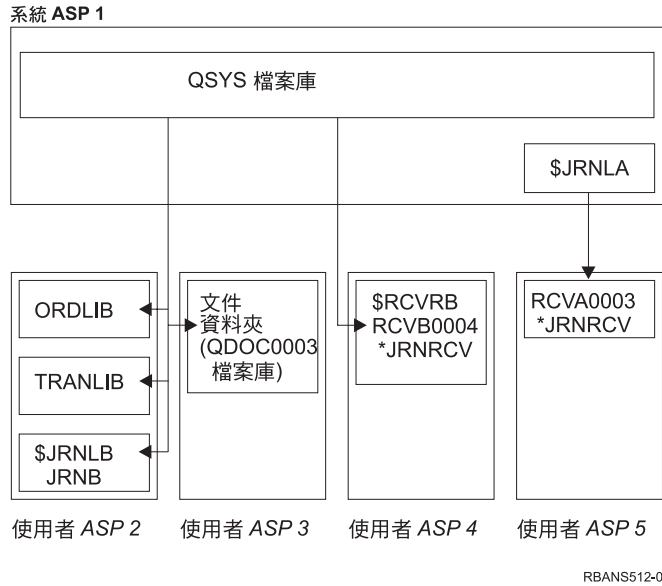 系統 ASP 1
QSYS 檔案庫
$JRNLA
ORDLIB
TRANLIB
$JRNLB
JRNB
文件
資料夾
(QDOC0003
檔案庫)
$RCVRB
RCVB0004
*JRNRCV
RCVA0003
*JRNRCV
使用者 ASP 2
使用者 ASP 3
使用者 ASP 4
使用者 ASP 5
RBANS512-0